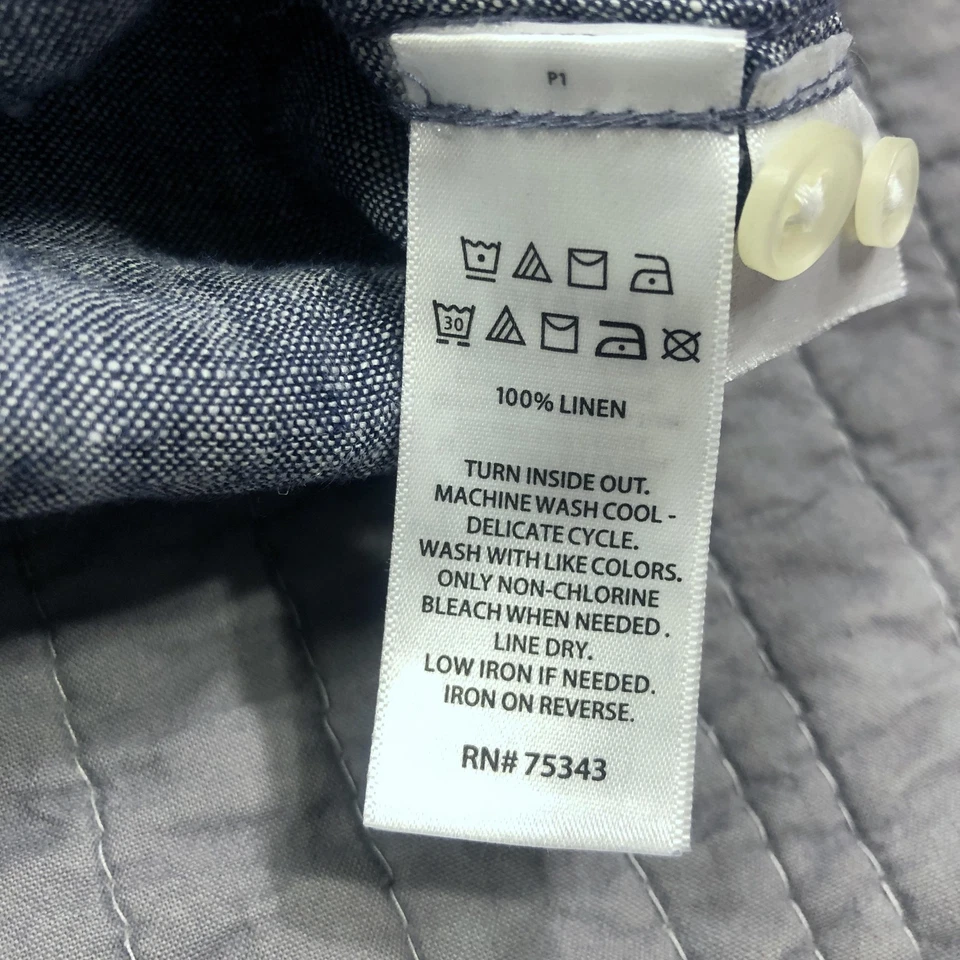 P1
30
100% LINEN
TURN INSIDE OUT.
MACHINE WASH COOL -
DELICATE CYCLE.
WASH WITH LIKE COLORS.
ONLY NON-CHLORINE
BLEACH WHEN NEEDED .
LINE DRY.
LOW IRON IF NEEDED.
IRON ON REVERSE.
RN# 75343